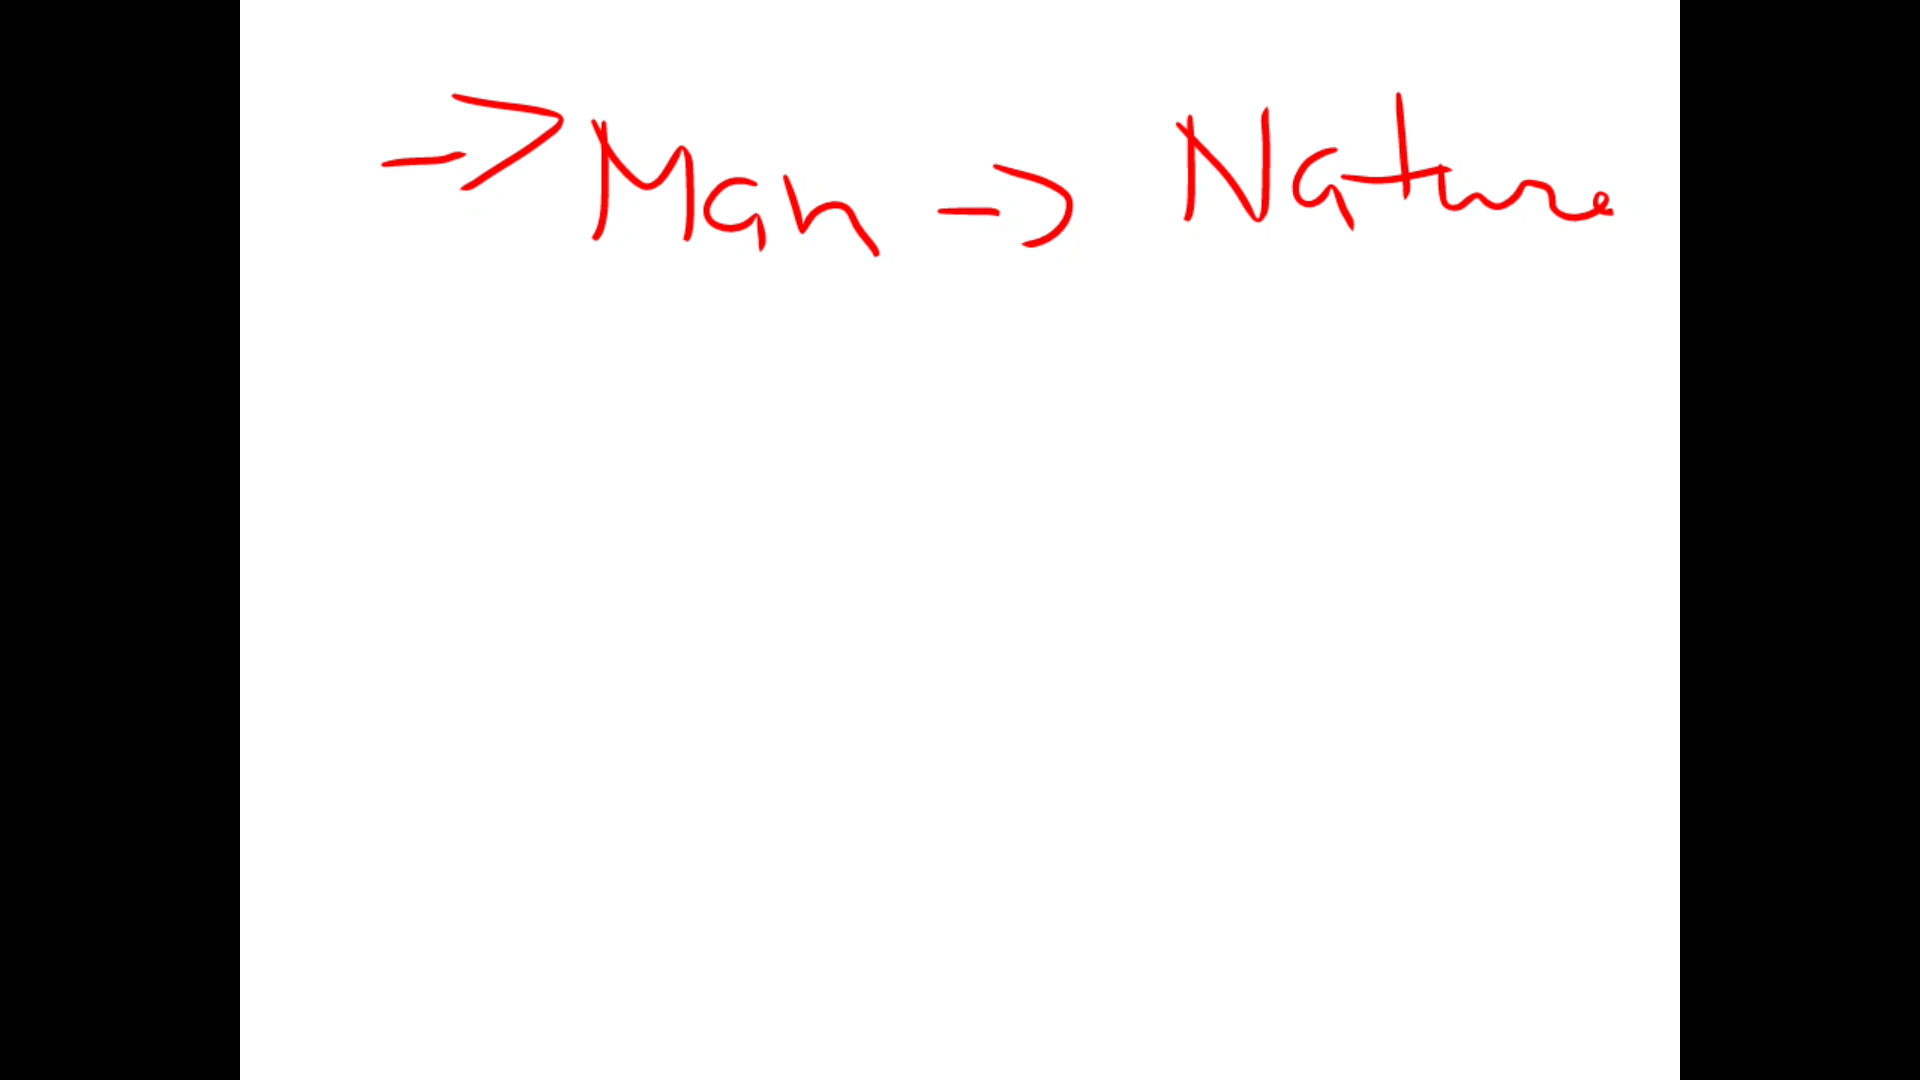 → Man → Nature